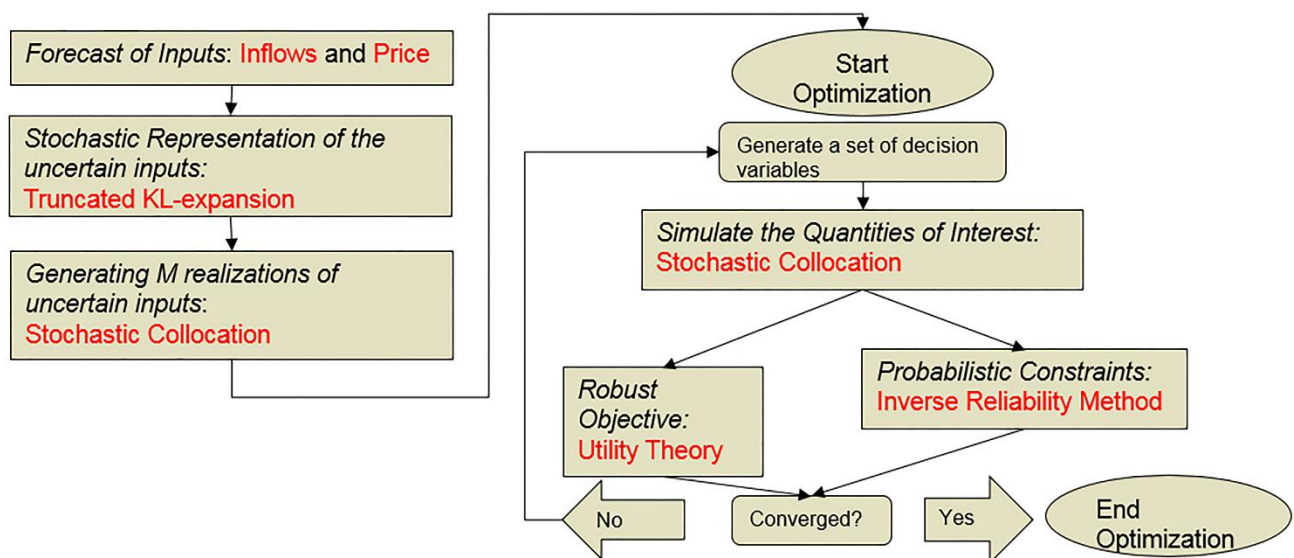 Forecast of Inputs: Inflows and Price
Stochastic Representation of the
uncertain inputs:
Truncated KL-expansion
Generating M realizations of
uncertain inputs:
Stochastic Collocation
Start
Optimization
Generate a set of decision
variables
Simulate the Quantities of Interest:
Stochastic Collocation
Robust
Objective:
Utility Theory
Probabilistic Constraints:
Inverse Reliability Method
No
Converged?
Yes
End
Optimization